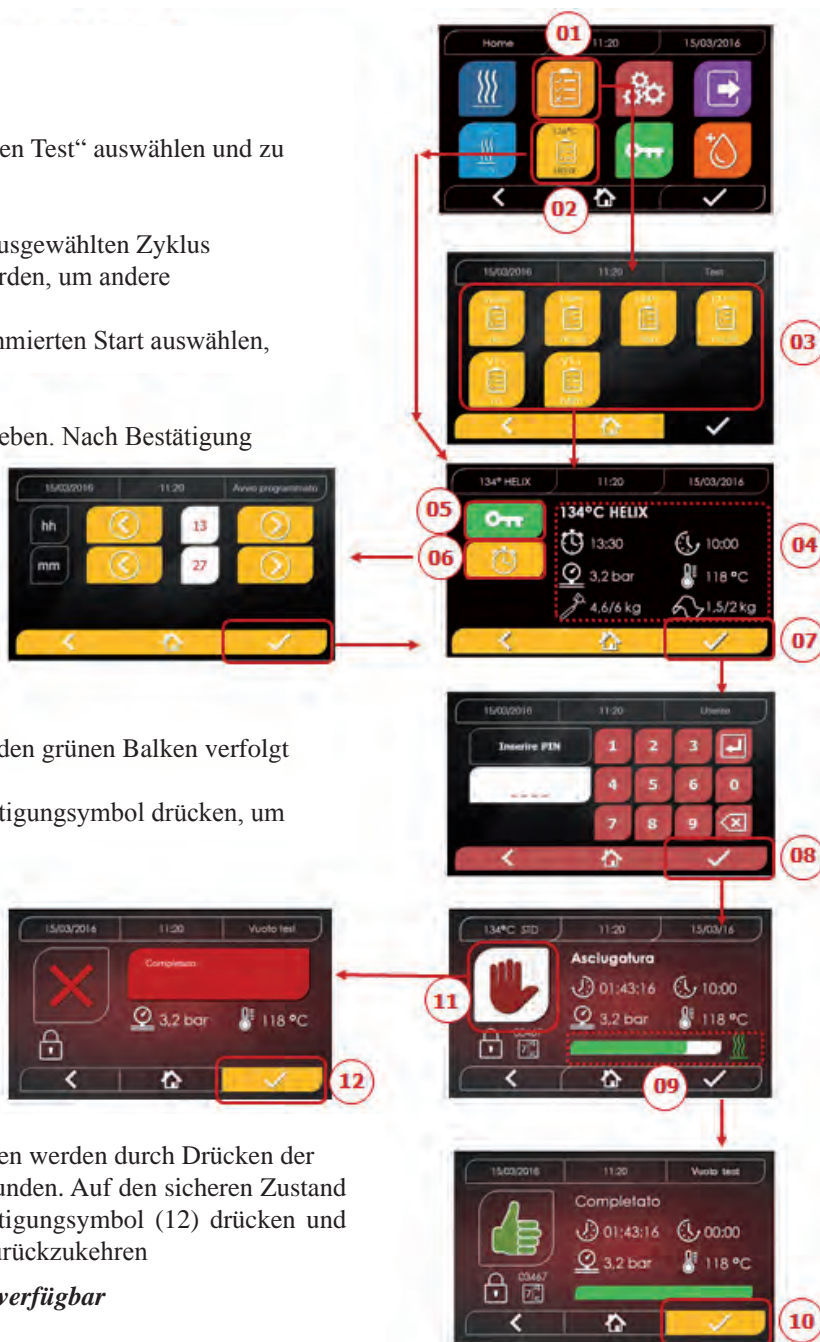 en Test“ auswählen und zu
usgewählten Zyklus
rden, um andere
mmierten Start auswählen,
eben. Nach Bestätigung
den grünen Balken verfolgt
tigungsymbol drücken, um
en werden durch Drücken der
unden. Auf den sicheren Zustand
tigungsymbol (12) drücken und
urückzukehren
verfügbar
01
Home 11:20 15/03/2016
134°C
HELIX
02
15/03/2016 11:20 Test
03
134° HELIX 11:20 15/03/2016
05
134°C HELIX
13:30 10:00
04
06
3,2 bar 118 °C
4,6/6 kg 1,5/2 kg
07
15/03/2016 11:20 Avvio programmato
hh 13
mm 27
15/03/2016 11:20 Utente
Inserire PIN
1 2 3
4 5 6 0
7 8 9
08
134°C STD 11:20 15/03/16
Asciugatura
01:43:16 10:00
11
3,2 bar 118 °C
09
15/03/2016 11:20 Vuoto test
Completato
3,2 bar 118 °C
12
15/03/2016 11:20 Vuoto test
Completato
01:43:16 00:00
3,2 bar 118 °C
03467
10